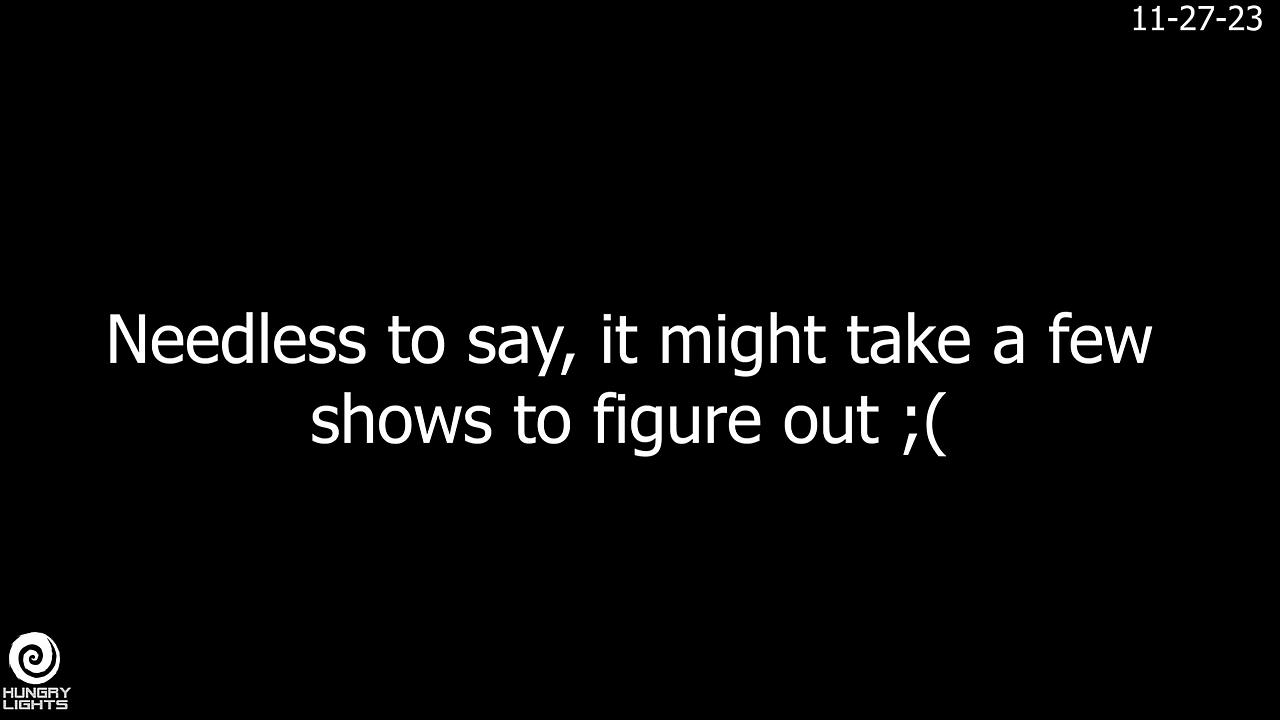 11-27-23
Needless to say, it might take a few
shows to figure out ;(
HUNGRY
LIGHTS